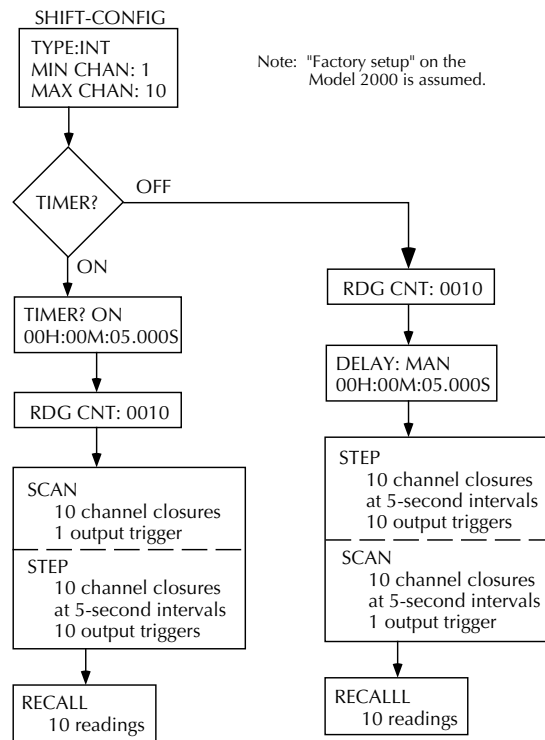 SHIFT-CONFIG
TYPE:INT
MIN CHAN: 1
MAX CHAN: 10
Note: "Factory setup" on the
Model 2000 is assumed.
TIMER?
OFF
ON
TIMER? ON
00H:00M:05.000S
RDG CNT: 0010
SCAN
10 channel closures
1 output trigger
STEP
10 channel closures
at 5-second intervals
10 output triggers
RECALL
10 readings
RDG CNT: 0010
DELAY: MAN
00H:00M:05.000S
STEP
10 channel closures
at 5-second intervals
10 output triggers
SCAN
10 channel closures
at 5-second intervals
1 output trigger
RECALLL
10 readings